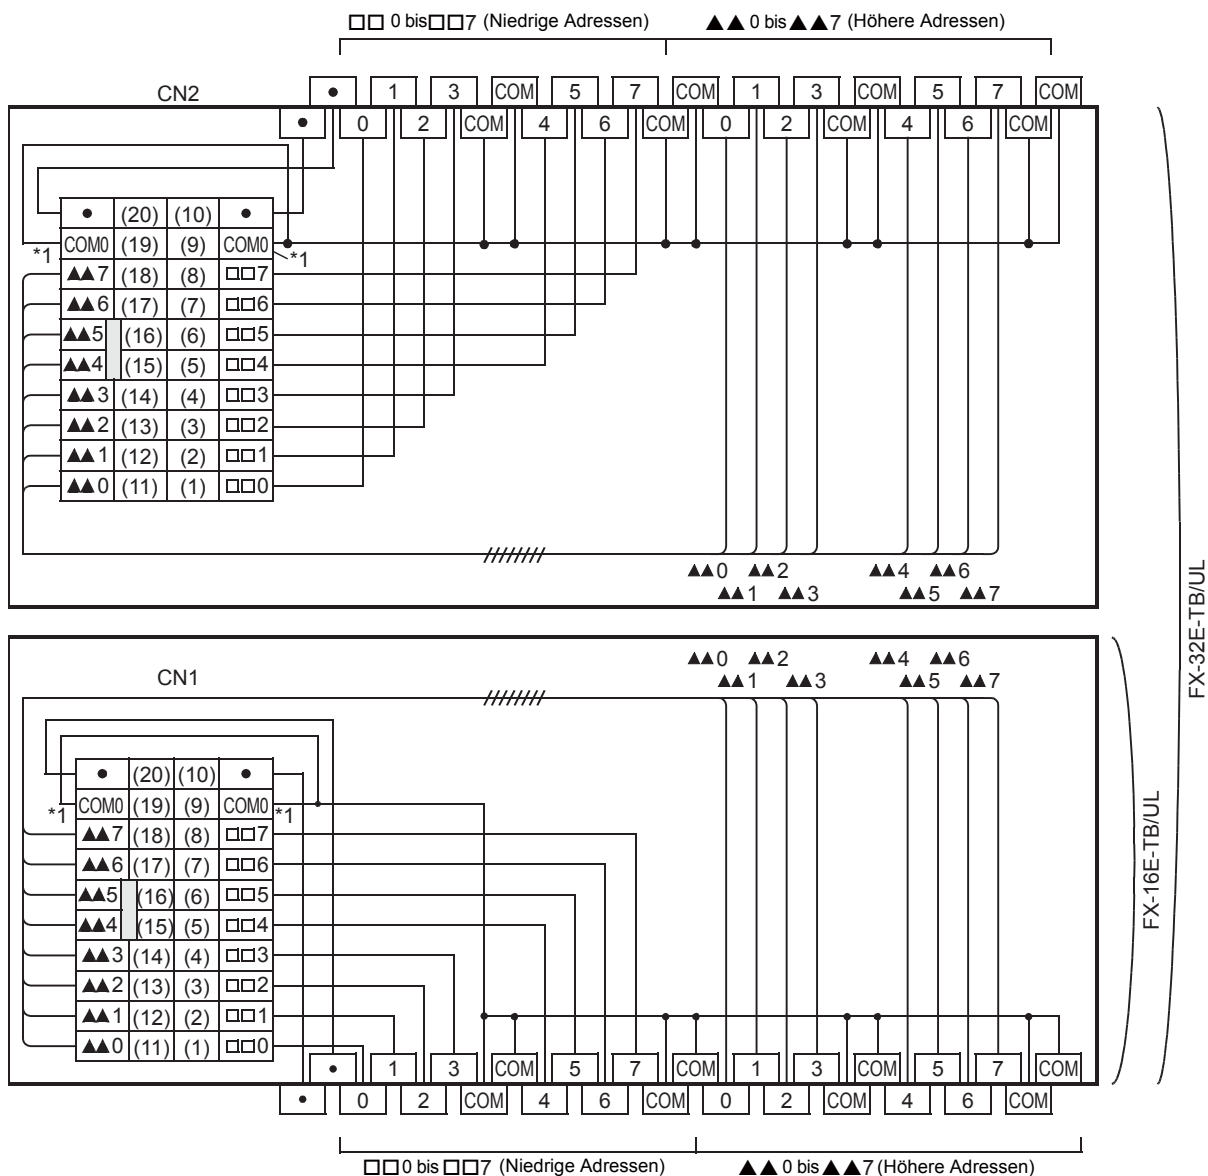 □□ 0 bis □□ 7 (Niedrige Adressen) ▲▲ 0 bis ▲▲ 7 (Höhere Adressen)
CN2
• 1 3 COM 5 7 COM 1 3 COM 5 7 COM
• 0 2 COM 4 6 COM 0 2 COM 4 6 COM
• (20) (10) •
*1 COM0 (19) (9) COM0 *1
▲▲7 (18) (8) □□7
▲▲6 (17) (7) □□6
▲▲5 (16) (6) □□5
▲▲4 (15) (5) □□4
▲▲3 (14) (4) □□3
▲▲2 (13) (3) □□2
▲▲1 (12) (2) □□1
▲▲0 (11) (1) □□0
▲▲0 ▲▲2 ▲▲4 ▲▲6
▲▲1 ▲▲3 ▲▲5 ▲▲7
FX-32E-TB/UL
▲▲0 ▲▲2 ▲▲4 ▲▲6
CN1
▲▲1 ▲▲3 ▲▲5 ▲▲7
• (20) (10) •
*1 COM0 (19) (9) COM0 *1
▲▲7 (18) (8) □□7
▲▲6 (17) (7) □□6
▲▲5 (16) (6) □□5
▲▲4 (15) (5) □□4
▲▲3 (14) (4) □□3
▲▲2 (13) (3) □□2
▲▲1 (12) (2) □□1
▲▲0 (11) (1) □□0
FX-16E-TB/UL
• 1 3 COM 5 7 COM 1 3 COM 5 7 COM
• 0 2 COM 4 6 COM 0 2 COM 4 6 COM
□□ 0 bis □□ 7 (Niedrige Adressen) ▲▲ 0 bis ▲▲ 7 (Höhere Adressen)